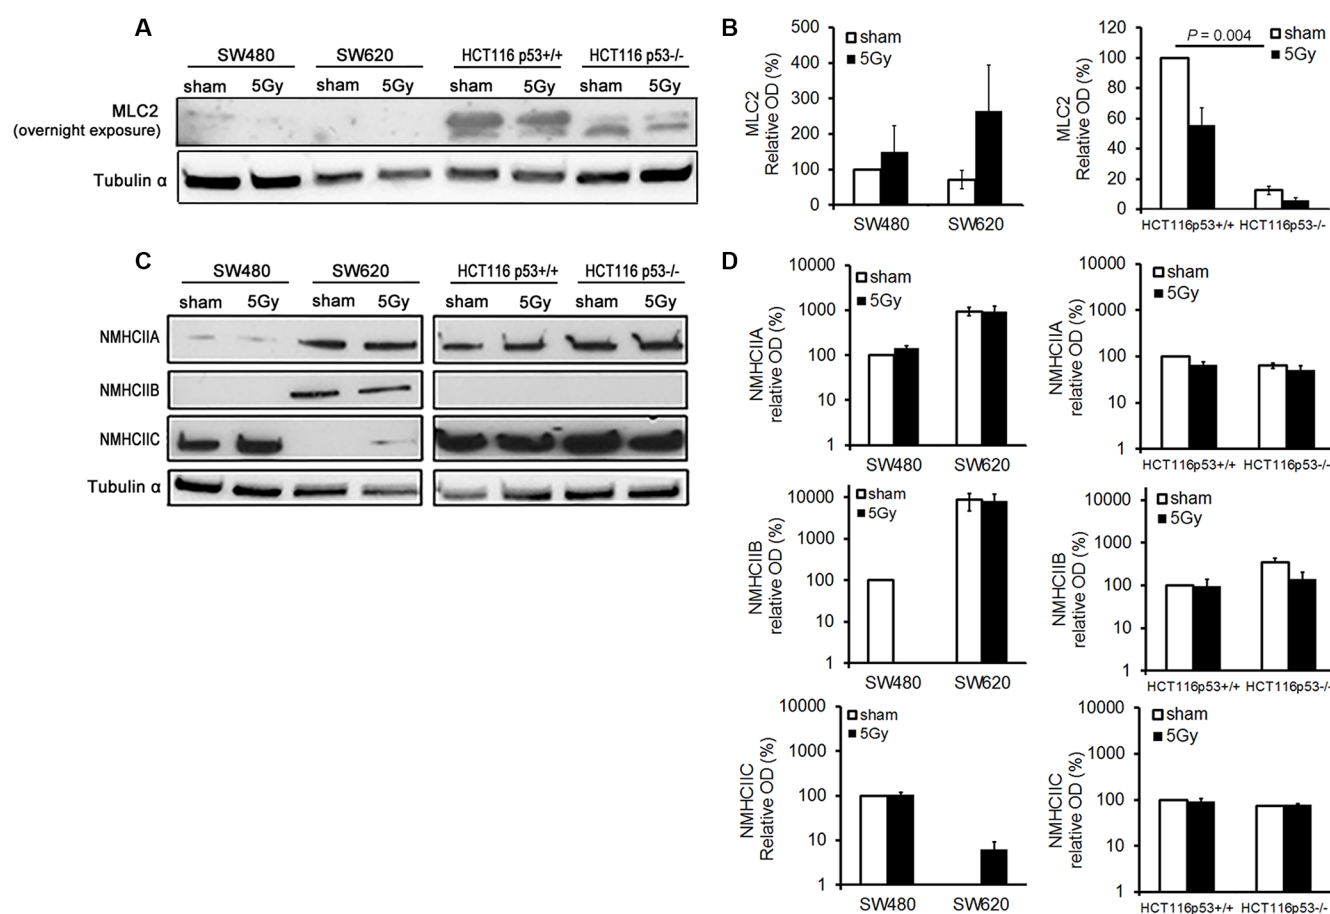 A
SW480 SW620 HCT116 p53+/+ HCT116 p53-/-
sham 5Gy sham 5Gy sham 5Gy sham 5Gy
MLC2
(overnight exposure)
Tubulin α
B
500
400
300
200
100
0
MLC2
Relative OD (%)
sham
5Gy
SW480 SW620
120
100
80
60
40
20
0
MLC2
Relative OD (%)
P = 0.004
sham
5Gy
HCT116p53+/+ HCT116p53-/-
C
SW480 SW620 HCT116 p53+/+ HCT116 p53-/-
sham 5Gy sham 5Gy sham 5Gy sham 5Gy
NMHCIIA
NMHCIIB
NMHCIIC
Tubulin α
D
10000
1000
100
10
1
NMHCIIA
relative OD (%)
sham
5Gy
SW480 SW620
10000
1000
100
10
1
NMHCIIA
relative OD (%)
sham
5Gy
HCT116p53+/+ HCT116p53-/-
10000
1000
100
10
1
NMHCIIB
relative OD (%)
sham
5Gy
SW480 SW620
10000
1000
100
10
1
NMHCIIB
relative OD (%)
sham
5Gy
HCT116p53+/+ HCT116p53-/-
10000
1000
100
10
1
NMHCIIC
Relative OD (%)
sham
5Gy
SW480 SW620
10000
1000
100
10
1
NMHCIIC
relative OD (%)
sham
5Gy
HCT116p53+/+ HCT116p53-/-